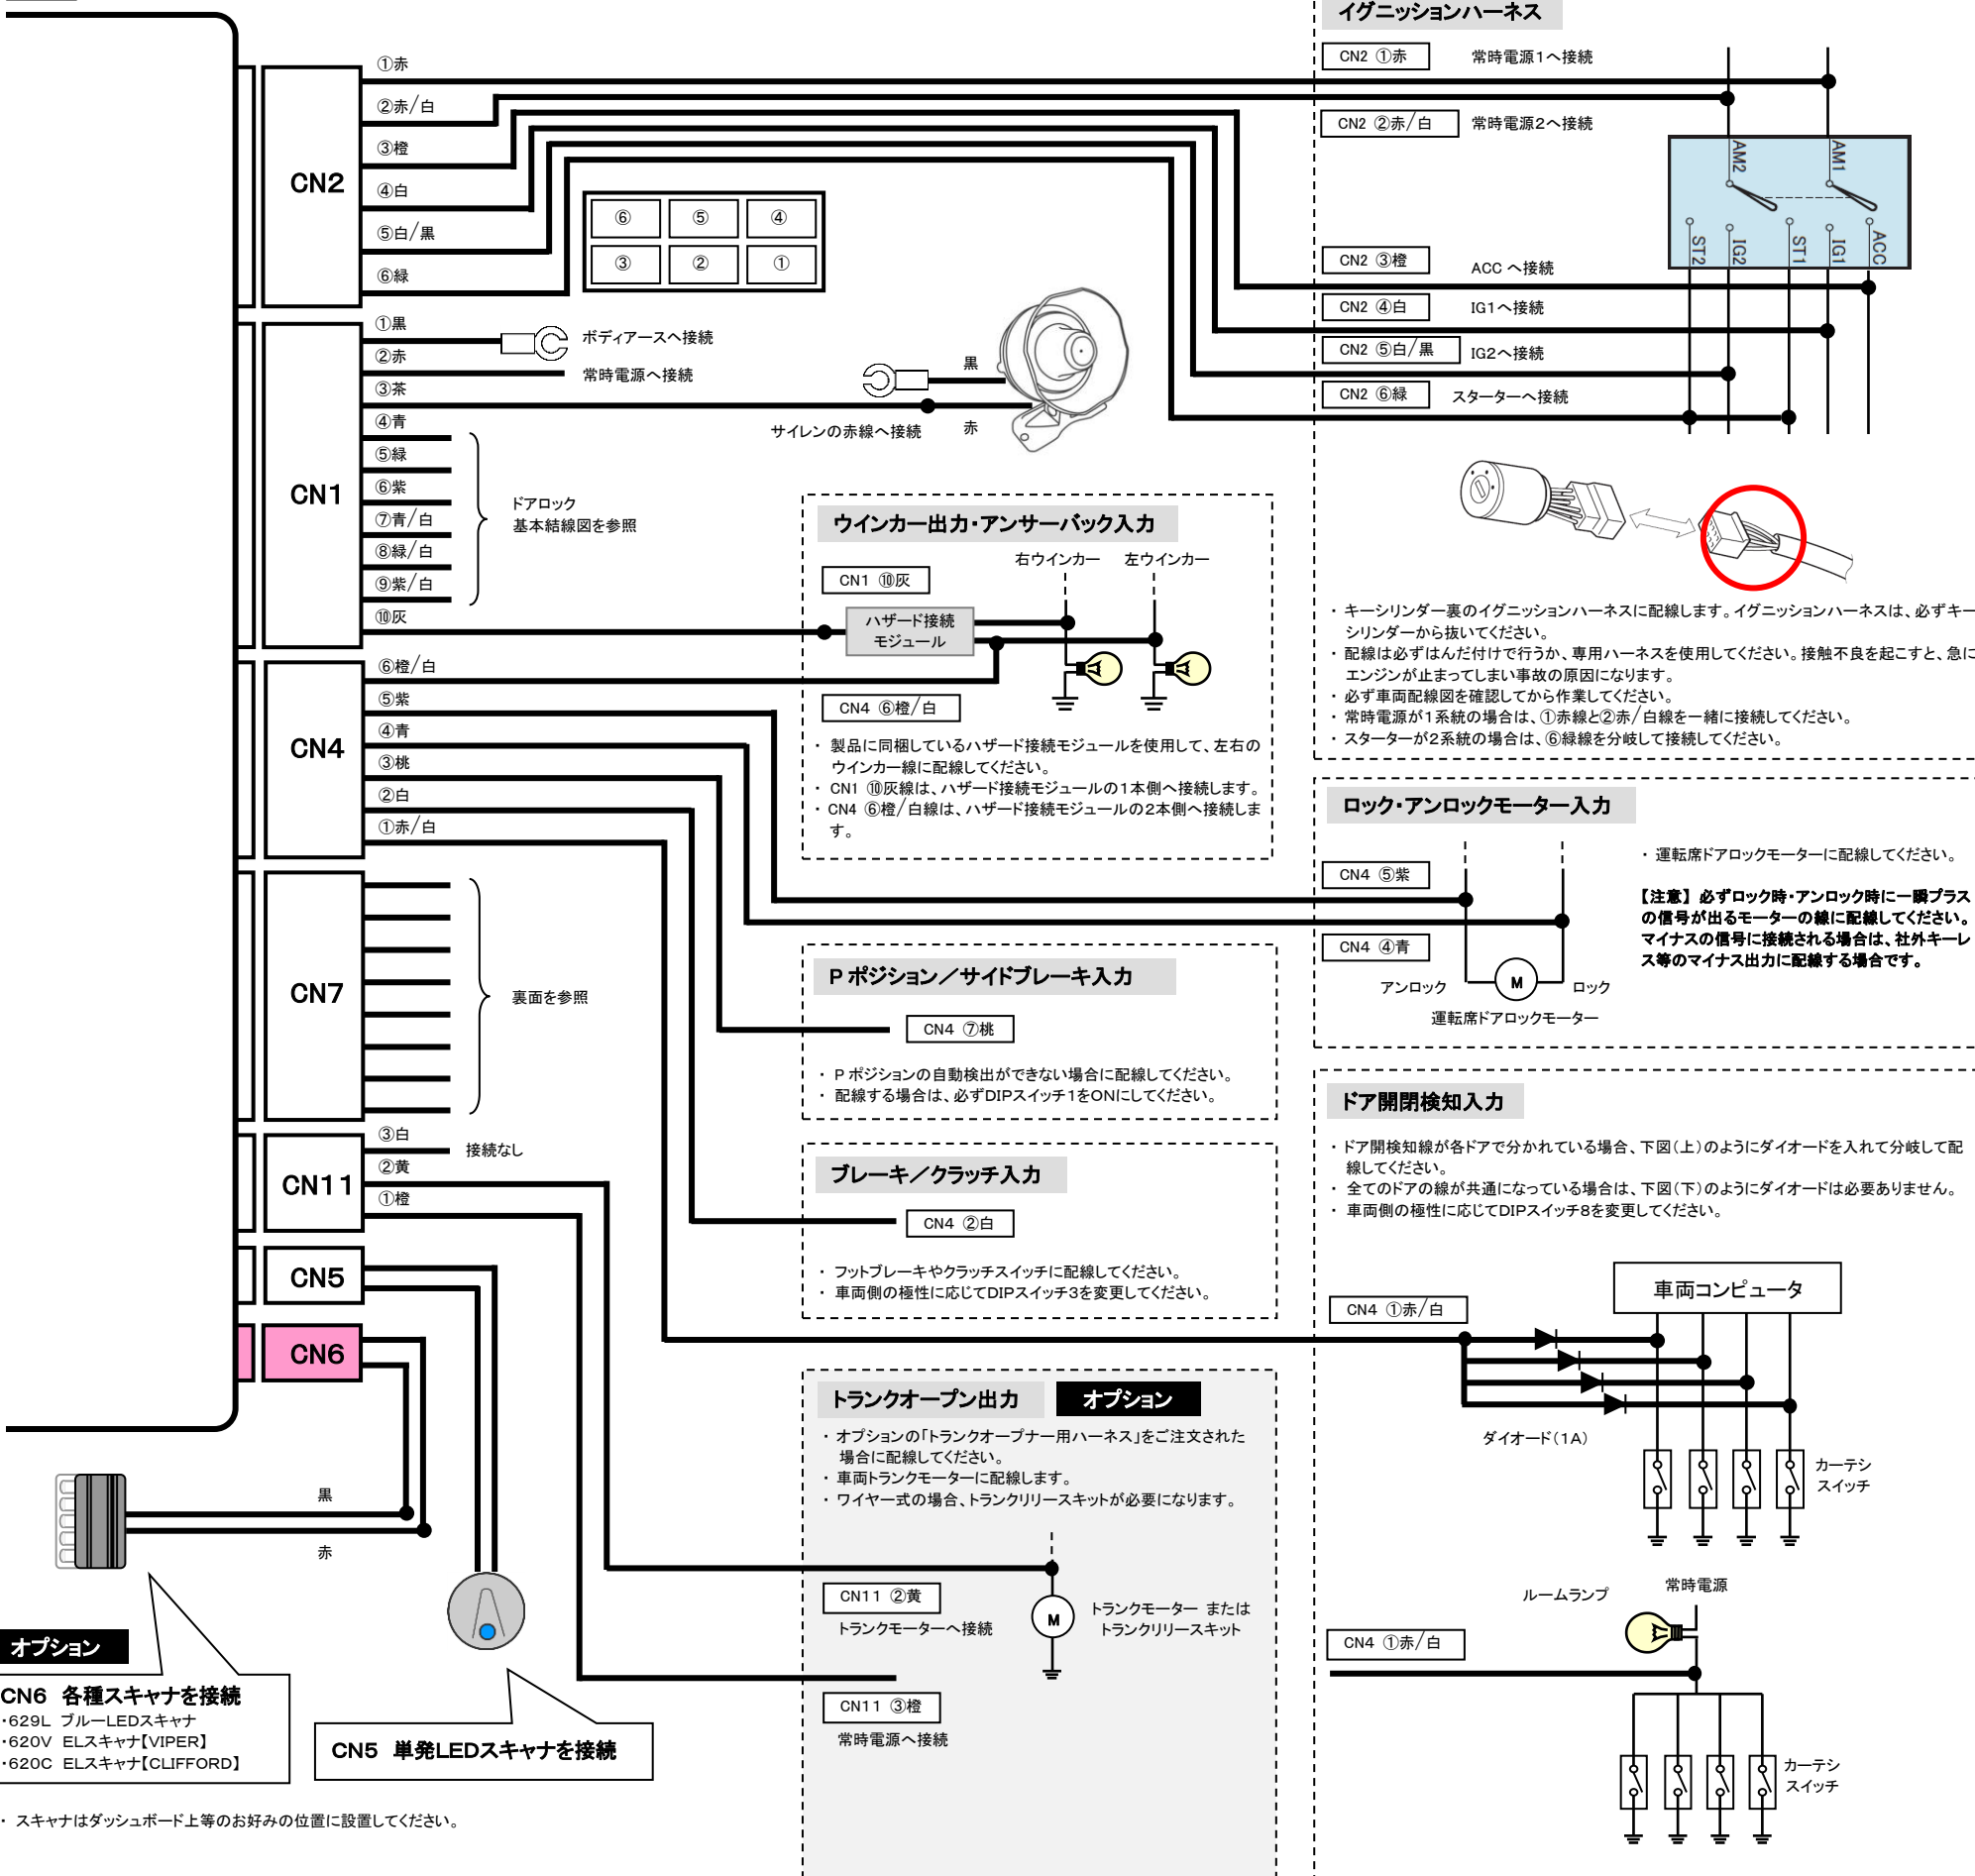 CN2
①赤
②赤/白
③橙
④白
⑤白/黒
⑥緑
⑥ ⑤ ④
③ ② ①
CN1
①黒
ボディアースへ接続
②赤
常時電源へ接続
③茶
サイレンの赤線へ接続
黒
赤
④青
⑤緑
⑥紫
⑦青/白
⑧緑/白
⑨紫/白
⑩灰
ドアロック
基本結線図を参照
CN4
⑥橙/白
⑤紫
④青
③桃
②白
①赤/白
CN7
裏面を参照
CN11
③白
接続なし
②黄
①橙
CN5
CN6
黒
赤
オプション
CN6 各種スキャナを接続
・629L ブルーLEDスキャナ
・620V ELスキャナ【VIPER】
・620C ELスキャナ【CLIFFORD】
CN5 単発LEDスキャナを接続
・ スキャナはダッシュボード上等のお好みの位置に設置してください。
ウインカー出力・アンサーバック入力
右ウインカー
左ウインカー
CN1 ⑩灰
ハザード接続
モジュール
CN4 ⑥橙/白
・ 製品に同梱しているハザード接続モジュールを使用して、左右の
ウインカー線に配線してください。
・ CN1 ⑩灰線は、ハザード接続モジュールの1本側へ接続します。
・ CN4 ⑥橙/白線は、ハザード接続モジュールの2本側へ接続しま
す。
P ポジション／サイドブレーキ入力
CN4 ⑦桃
・ P ポジションの自動検出ができない場合に配線してください。
・ 配線する場合は、必ずDIPスイッチ1をONにしてください。
ブレーキ／クラッチ入力
CN4 ②白
・ フットブレーキやクラッチスイッチに配線してください。
・ 車両側の極性に応じてDIPスイッチ3を変更してください。
トランクオープン出力
オプション
・ オプションの「トランクオープナー用ハーネス」をご注文された
場合に配線してください。
・ 車両トランクモーターに配線します。
・ ワイヤー式の場合、トランクリリースキットが必要になります。
CN11 ②黄
トランクモーターへ接続
M
トランクモーター または
トランクリリースキット
CN11 ③橙
常時電源へ接続
イグニッションハーネス
CN2 ①赤
常時電源1へ接続
CN2 ②赤/白
常時電源2へ接続
AM2
AM1
ST2
IG2
ST1
IG1
ACC
CN2 ③橙
ACC へ接続
CN2 ④白
IG1へ接続
CN2 ⑤白/黒
IG2へ接続
CN2 ⑥緑
スターターへ接続
・ キーシリンダー裏のイグニッションハーネスに配線します。イグニッションハーネスは、必ずキー
シリンダーから抜いてください。
・ 配線は必ずはんだ付けで行うか、専用ハーネスを使用してください。接触不良を起こすと、急に
エンジンが止まってしまい事故の原因になります。
・ 必ず車両配線図を確認してから作業してください。
・ 常時電源が1系統の場合は、①赤線と②赤/白線を一緒に接続してください。
・ スターターが2系統の場合は、⑥緑線を分岐して接続してください。
ロック・アンロックモーター入力
・ 運転席ドアロックモーターに配線してください。
CN4 ⑤紫
【注意】 必ずロック時・アンロック時に一瞬プラス
の信号が出るモーターの線に配線してください。
マイナスの信号に接続される場合は、社外キーレ
ス等のマイナス出力に配線する場合です。
CN4 ④青
アンロック
M
ロック
運転席ドアロックモーター
ドア開閉検知入力
・ ドア開検知線が各ドアで分かれている場合、下図（上）のようにダイオードを入れて分岐して配
線してください。
・ 全てのドアの線が共通になっている場合は、下図（下）のようにダイオードは必要ありません。
・ 車両側の極性に応じてDIPスイッチ8を変更してください。
車両コンピュータ
CN4 ①赤/白
ダイオード（1A）
カーテシ
スイッチ
ルームランプ
常時電源
CN4 ①赤/白
カーテシ
スイッチ